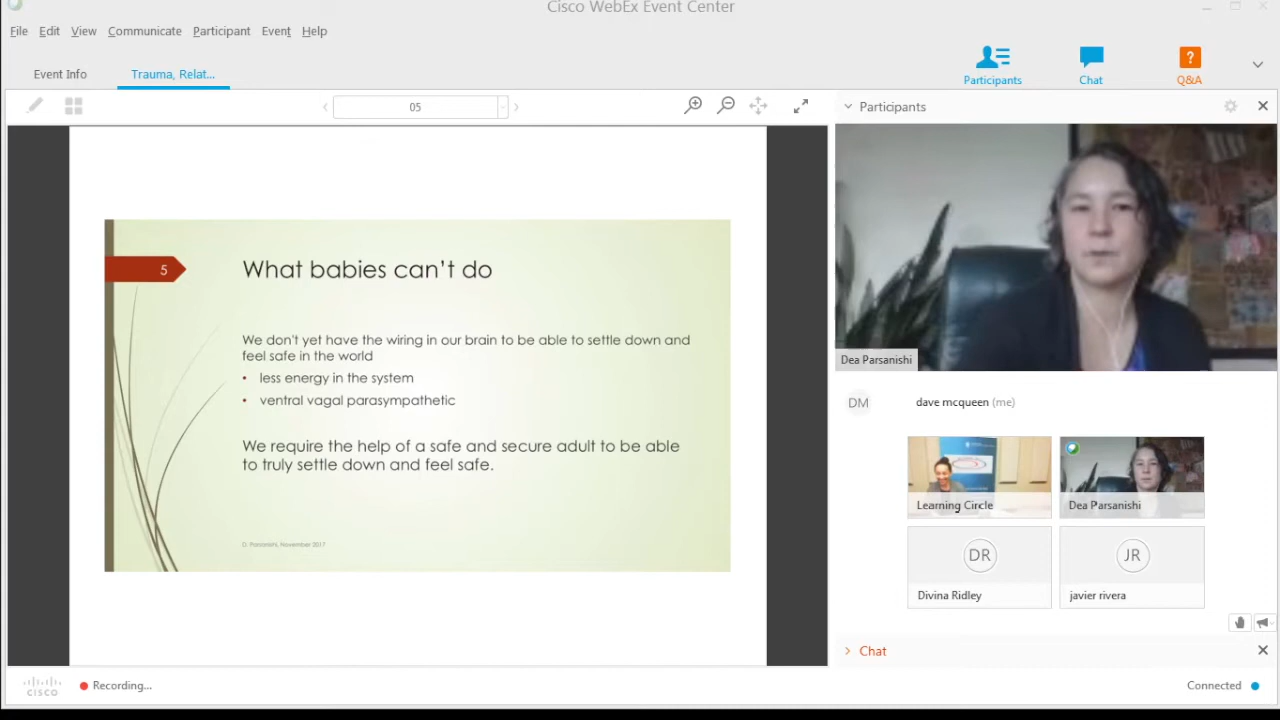 Cisco WebEx Event Center
File Edit View Communicate Participant Event Help
Event Info Trauma, Relat...
Participants Chat Q&A
05
Participants
5
What babies can't do
We don't yet have the wiring in our brain to be able to settle down and
feel safe in the world
• less energy in the system
• ventral vagal parasympathetic
We require the help of a safe and secure adult to be able
to truly settle down and feel safe.
D. Parsanishi, November 2017
Dea Parsanishi
DM dave mcqueen (me)
Learning Circle
Dea Parsanishi
DR
Divina Ridley
JR
javier rivera
Chat
cisco
Recording...
Connected